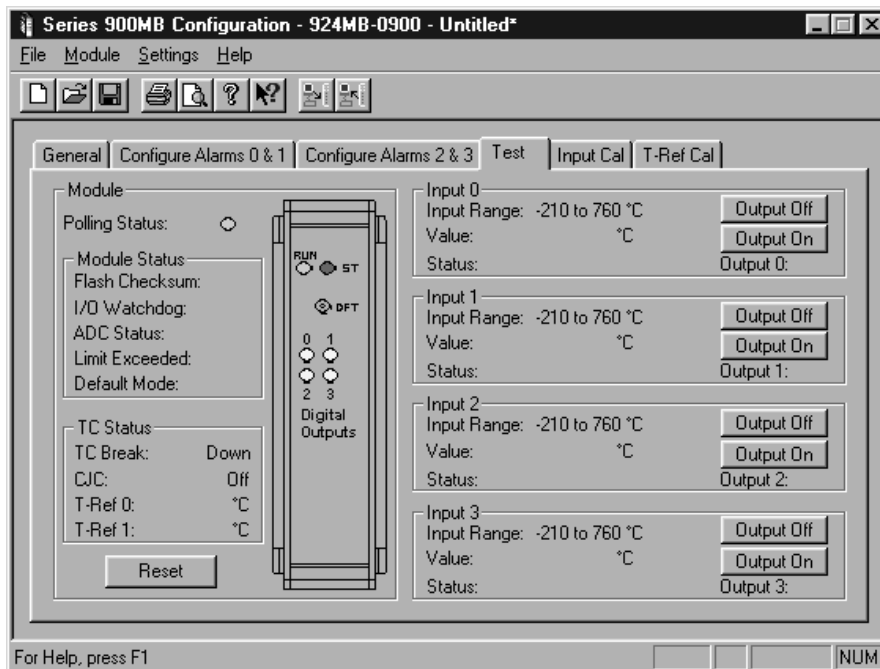 Series 900MB Configuration - 924MB-0900 - Untitled*
File Module Settings Help
General Configure Alarms 0 & 1 Configure Alarms 2 & 3 Test Input Cal T-Ref Cal
Module
Polling Status:
Module Status
Flash Checksum:
I/O Watchdog:
ADC Status:
Limit Exceeded:
Default Mode:
TC Status
TC Break: Down
CJC: Off
T-Ref 0: °C
T-Ref 1: °C
Reset
RUN
ST
DFT
0 1
2 3
Digital
Outputs
Input 0
Input Range: -210 to 760 °C Output Off
Value: °C Output On
Status: Output 0:
Input 1
Input Range: -210 to 760 °C Output Off
Value: °C Output On
Status: Output 1:
Input 2
Input Range: -210 to 760 °C Output Off
Value: °C Output On
Status: Output 2:
Input 3
Input Range: -210 to 760 °C Output Off
Value: °C Output On
Status: Output 3:
For Help, press F1 NUM